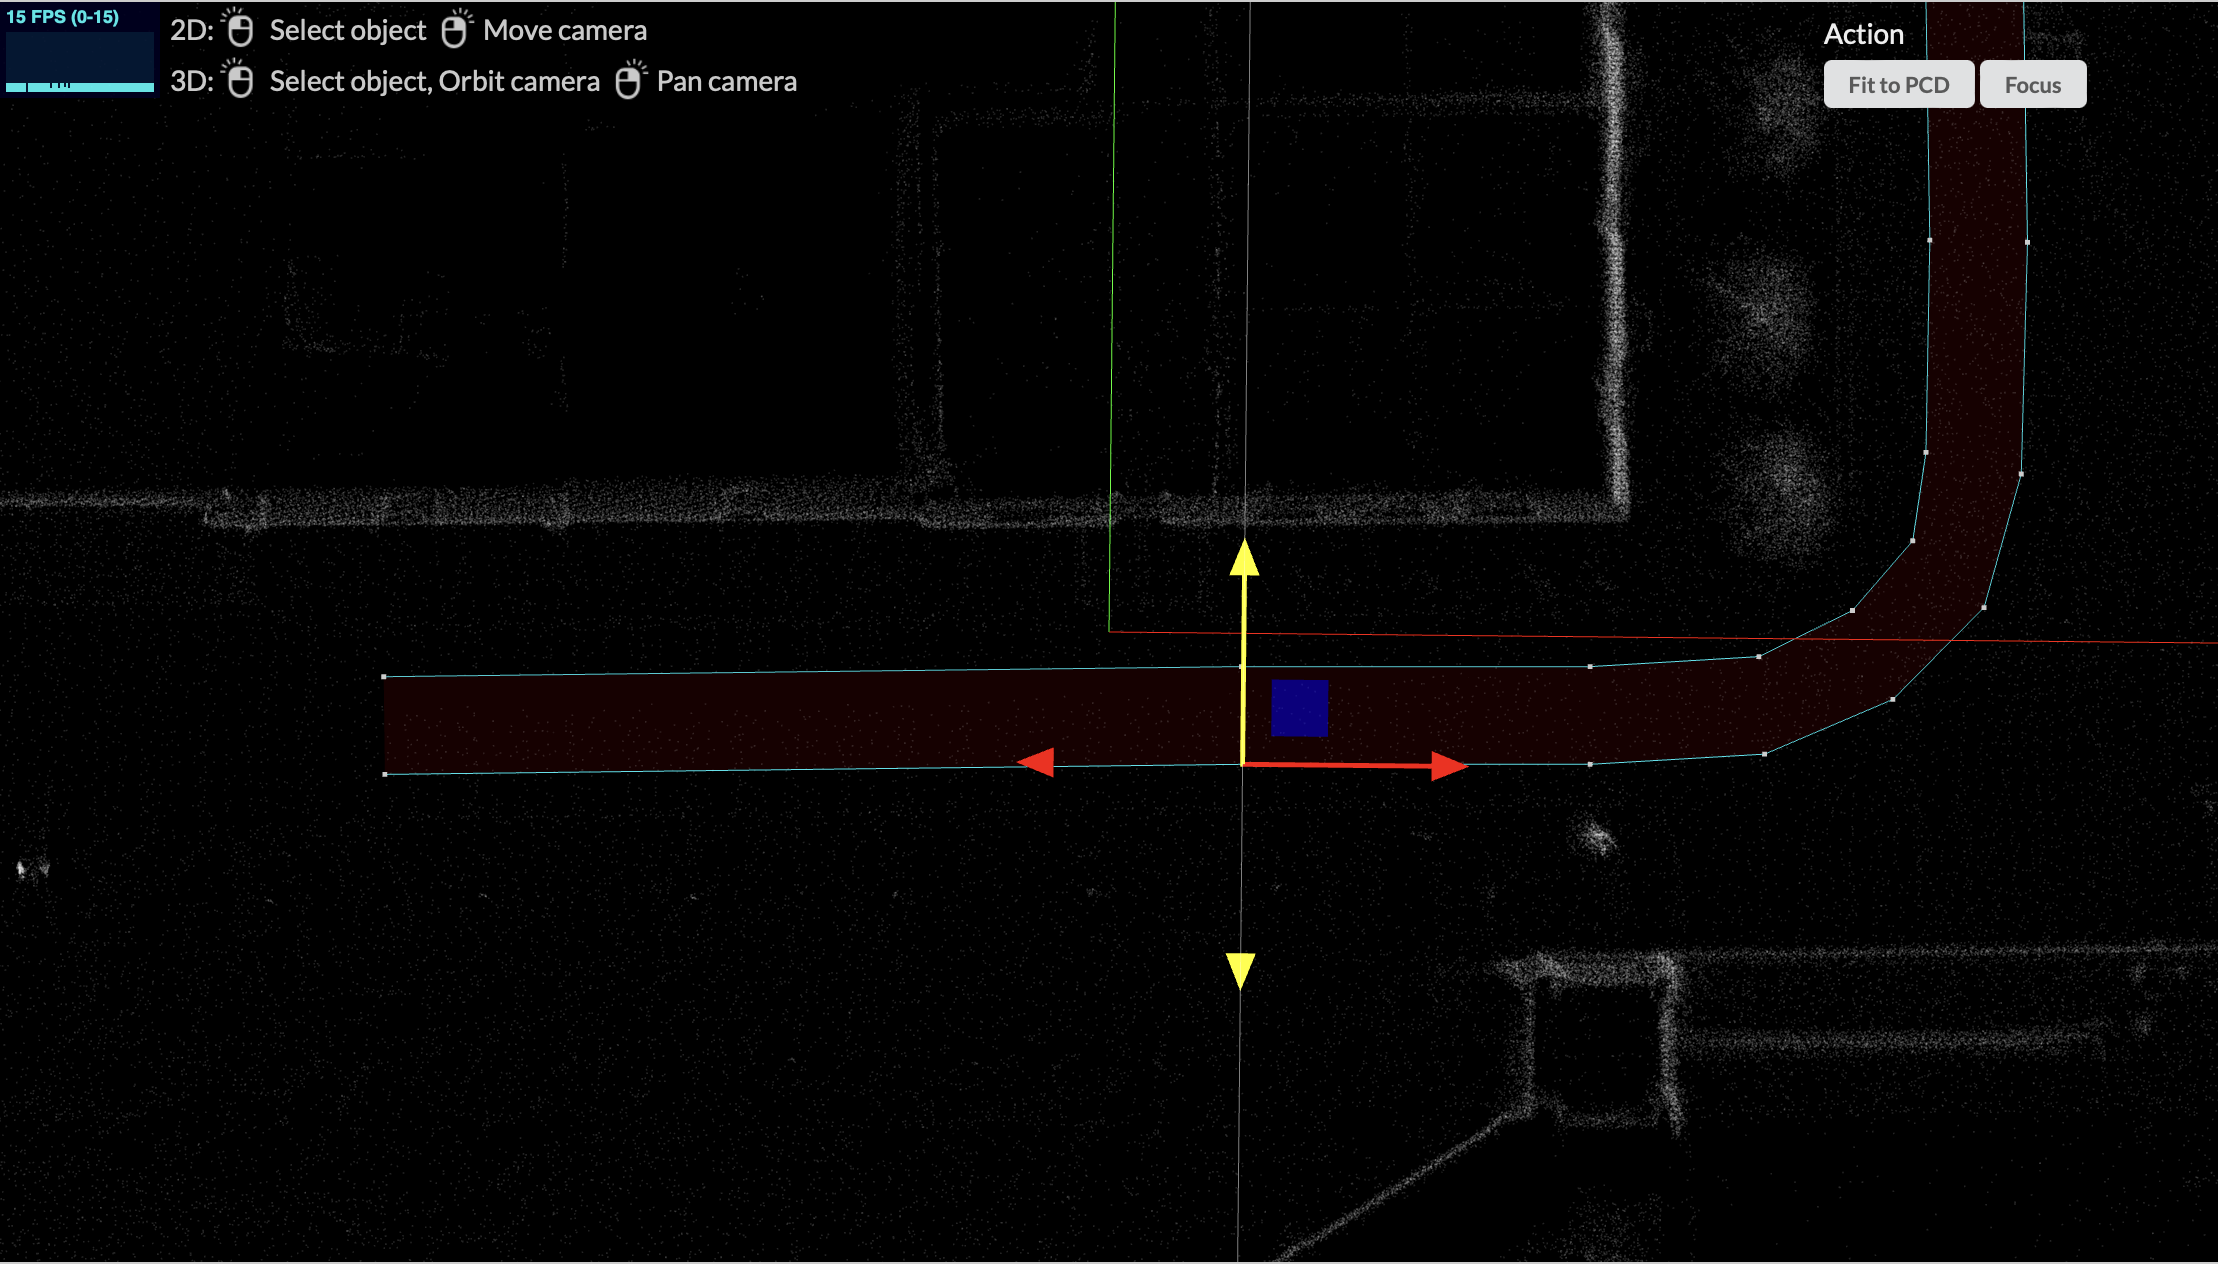 15 FPS (0-15)
2D: Select object Move camera
3D: Select object, Orbit camera Pan camera
Action
Fit to PCD Focus